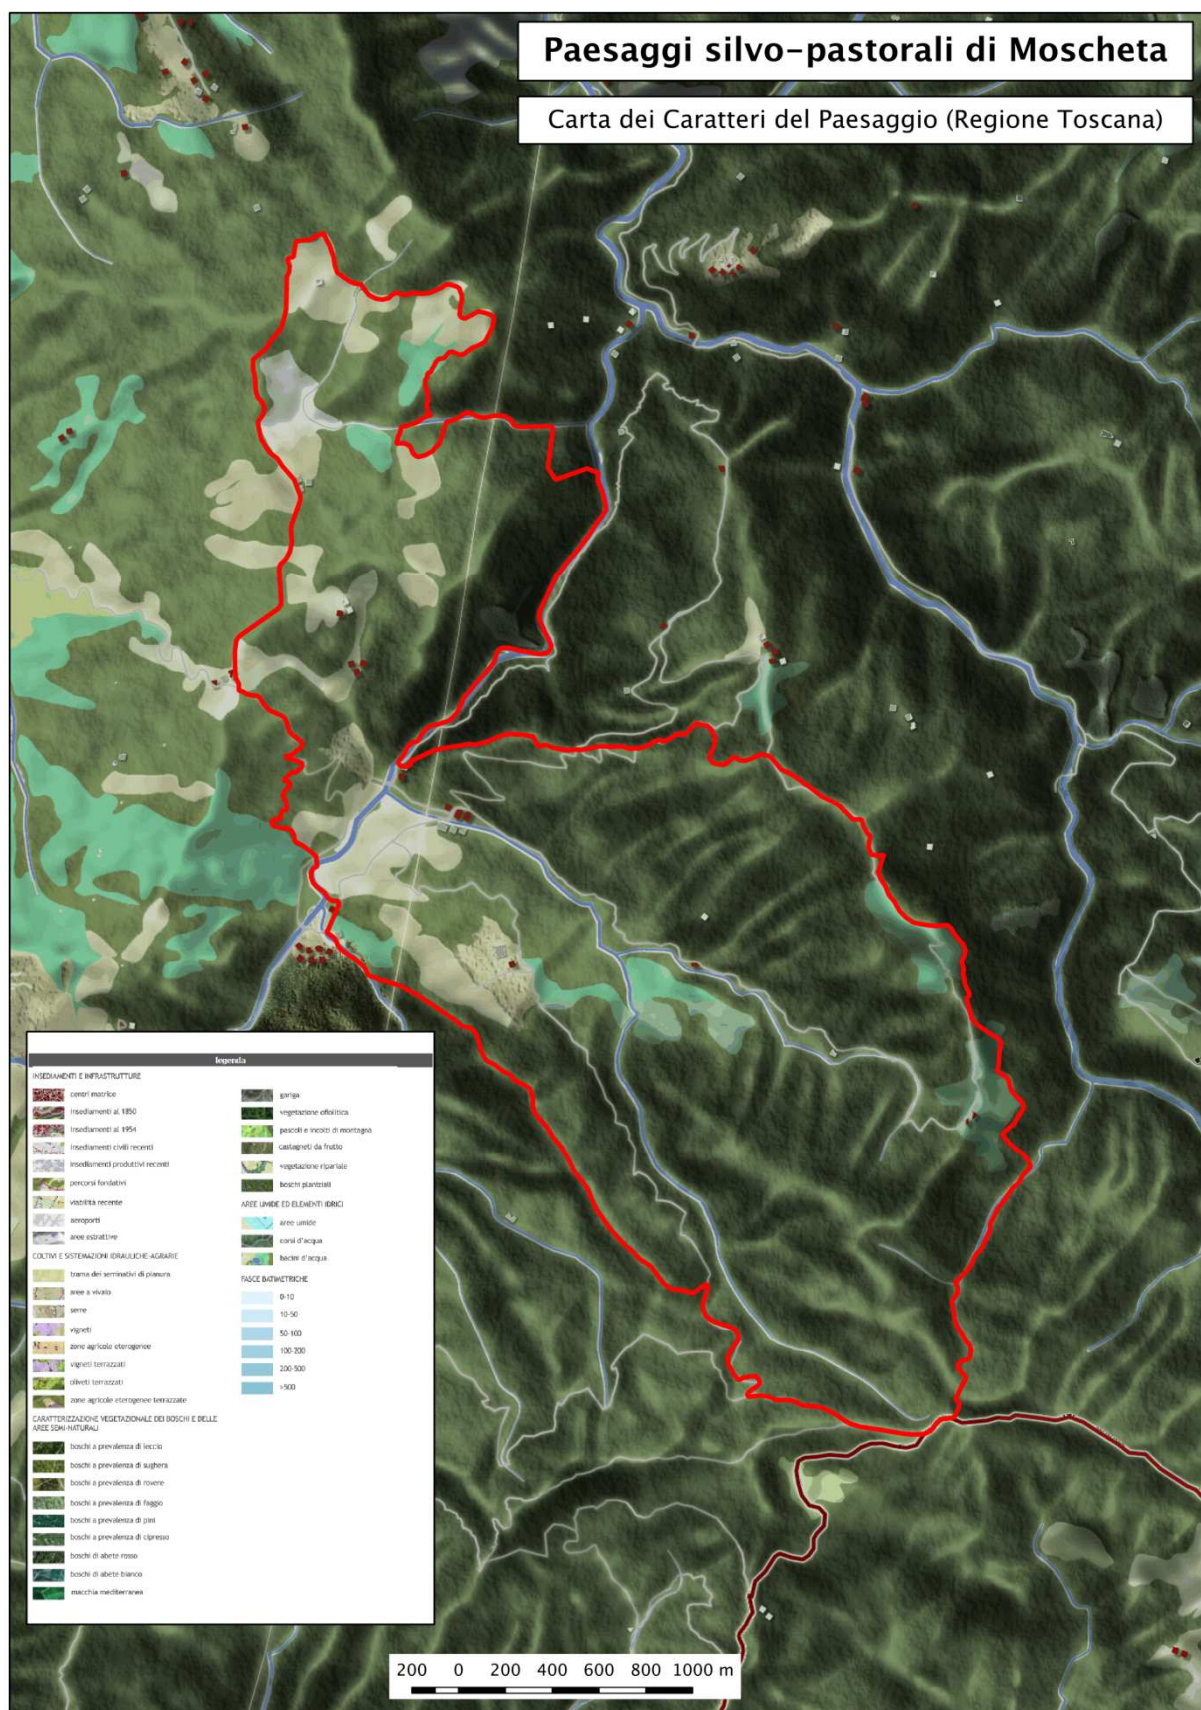 Paesaggi silvo-pastorali di Moscheta
Carta dei Caratteri del Paesaggio (Regione Toscana)
legenda
INSEDIAMENTI E INFRASTRUTTURE
centri matrice
insediamenti al 1850
insediamenti al 1954
insediamenti civili recenti
insediamenti produttivi recenti
percorsi fondativi
viabilità recente
aeroporti
aree estrattive
COLTIVI E SISTEMAZIONI IDRAULICHE-AGRARIE
trama dei seminativi di pianura
aree a vivaio
serre
vigneti
zone agricole eterogenee
vigneti terrazzati
oliveti terrazzati
zone agricole eterogenee terrazzate
CARATTERIZZAZIONE VEGETAZIONALE DEI BOSCHI E DELLE
AREE SEMI-NATURALI
boschi a prevalenza di leccio
boschi a prevalenza di sughera
boschi a prevalenza di rovere
boschi a prevalenza di faggio
boschi a prevalenza di pini
boschi a prevalenza di cipresso
boschi di abete rosso
boschi di abete bianco
macchia mediterranea
gariga
vegetazione ofiolitica
pascoli e incolti di montagna
castagneti da frutto
vegetazione ripariale
boschi planiziali
AREE UMIDE ED ELEMENTI IDRICI
aree umide
corsi d'acqua
bacini d'acqua
FASCE BATIMETRICHE
0-10
10-50
50-100
100-200
200-500
>500
200 0 200 400 600 800 1000 m